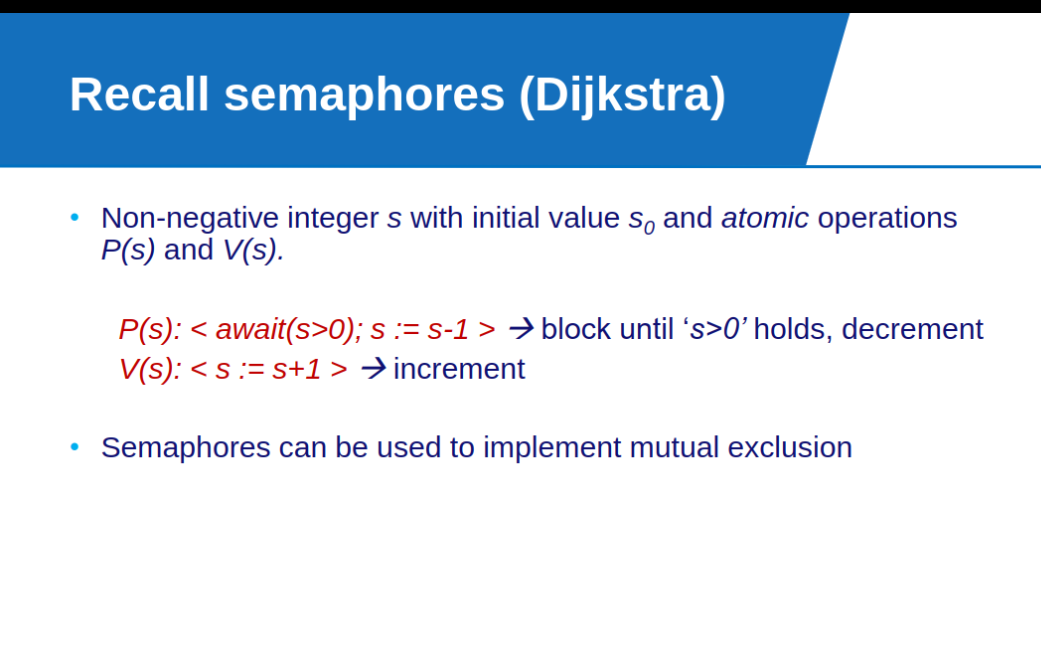 Recall semaphores (Dijkstra)
• Non-negative integer s with initial value s₀ and atomic operations
P(s) and V(s).
P(s): < await(s>0); s := s-1 > → block until ‘s>0’ holds, decrement
V(s): < s := s+1 > → increment
• Semaphores can be used to implement mutual exclusion